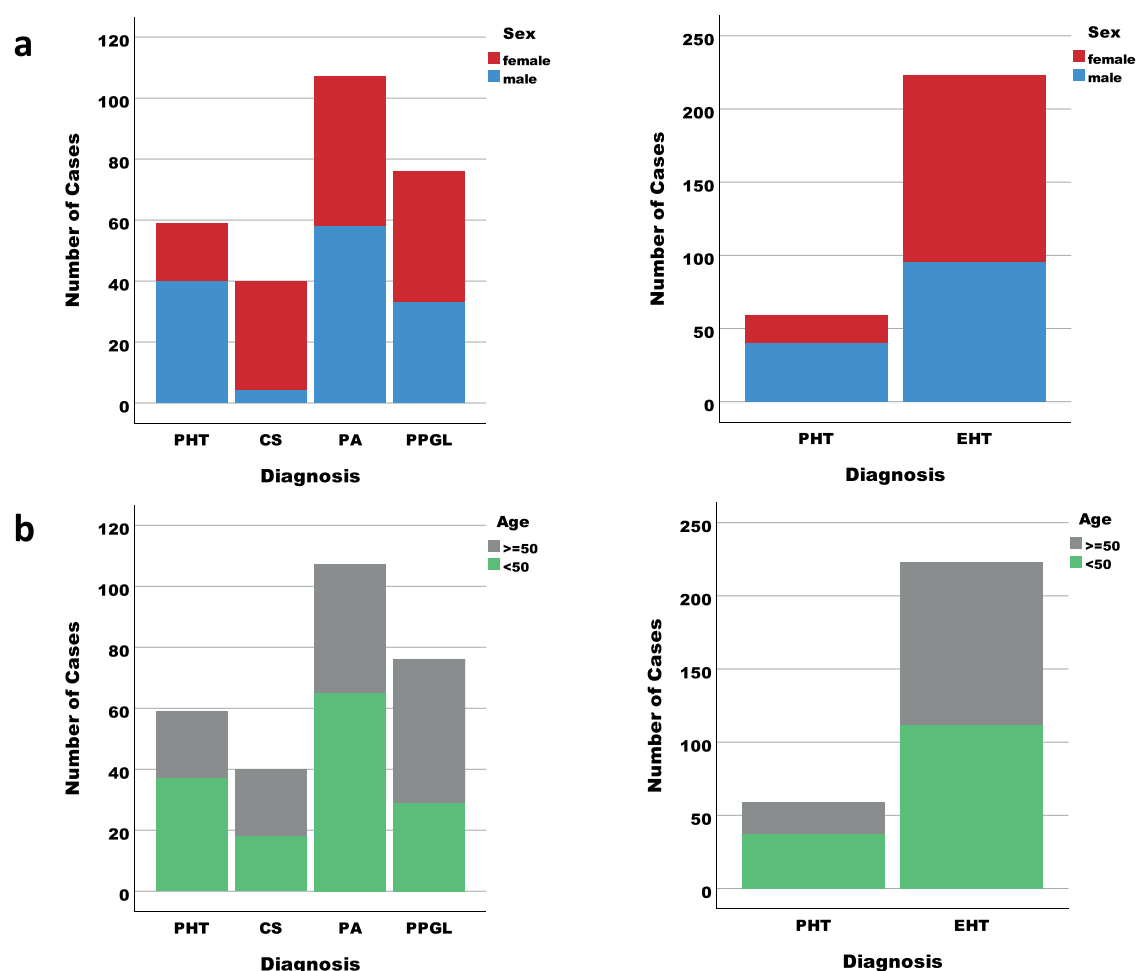 a
Sex
female
male
120
100
80
60
40
20
0
Number of Cases
PHT CS PA PPGL
Diagnosis
Sex
female
male
250
200
150
100
50
0
Number of Cases
PHT EHT
Diagnosis
b
Age
>=50
<50
120
100
80
60
40
20
0
Number of Cases
PHT CS PA PPGL
Diagnosis
Age
>=50
<50
250
200
150
100
50
0
Number of Cases
PHT EHT
Diagnosis